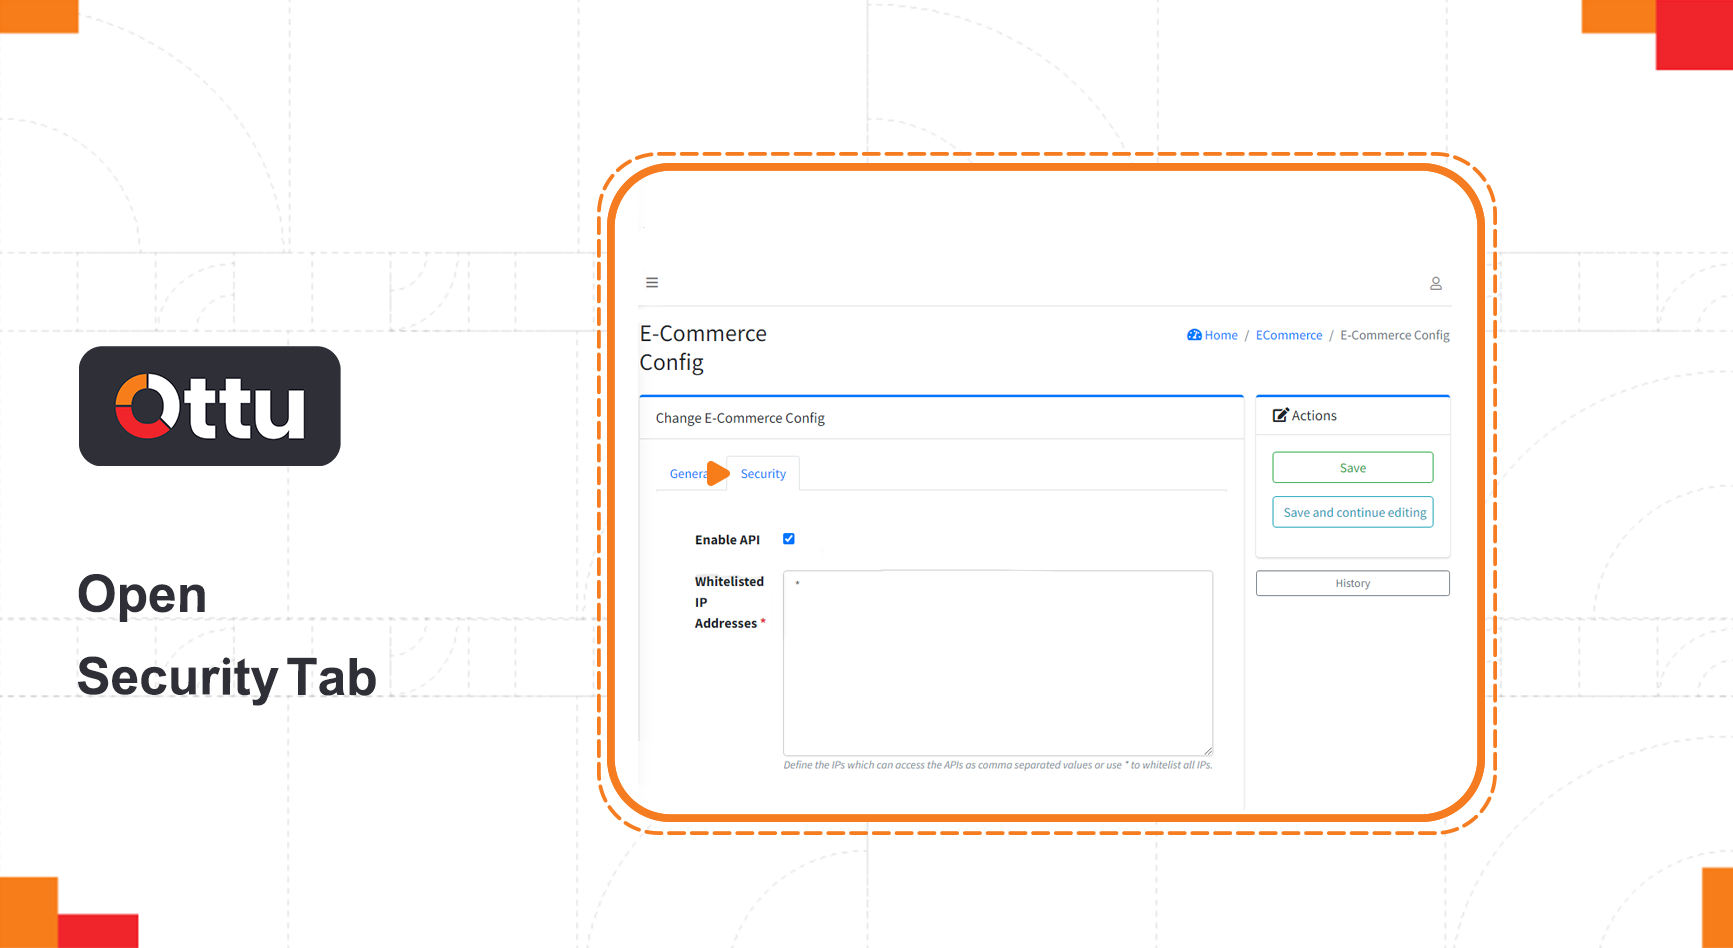 Ottu
Open
Security Tab
E-Commerce
Config
Home / ECommerce / E-Commerce Config
Change E-Commerce Config
Genera
Security
Enable API
Whitelisted
IP
Addresses *
*
Define the IPs which can access the APIs as comma separated values or use * to whitelist all IPs.
Actions
Save
Save and continue editing
History